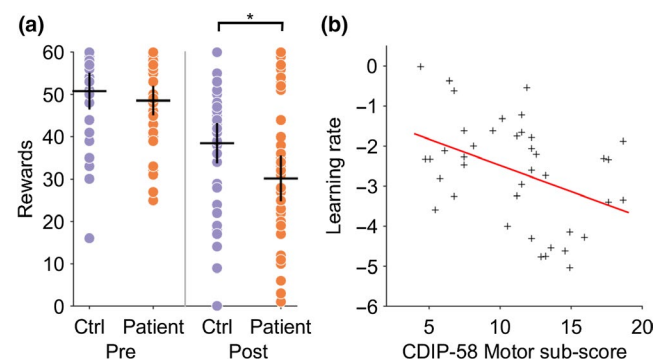 (a)
*
Rewards
60
50
40
30
20
10
0
Ctrl Patient Ctrl Patient
Pre Post
(b)
Learning rate
0
−1
−2
−3
−4
−5
−6
5 10 15 20
CDIP-58 Motor sub-score